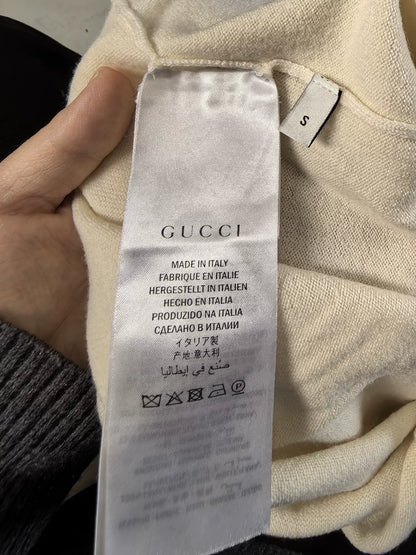 S
GUCCI
MADE IN ITALY
FABRIQUE EN ITALIE
HERGESTELLT IN ITALIEN
HECHO EN ITALIA
PRODUZIDO NA ITALIA
СДЕЛАНО В ИТАЛИИ
イタリア製
产地:意大利
صنع في إيطاليا
P